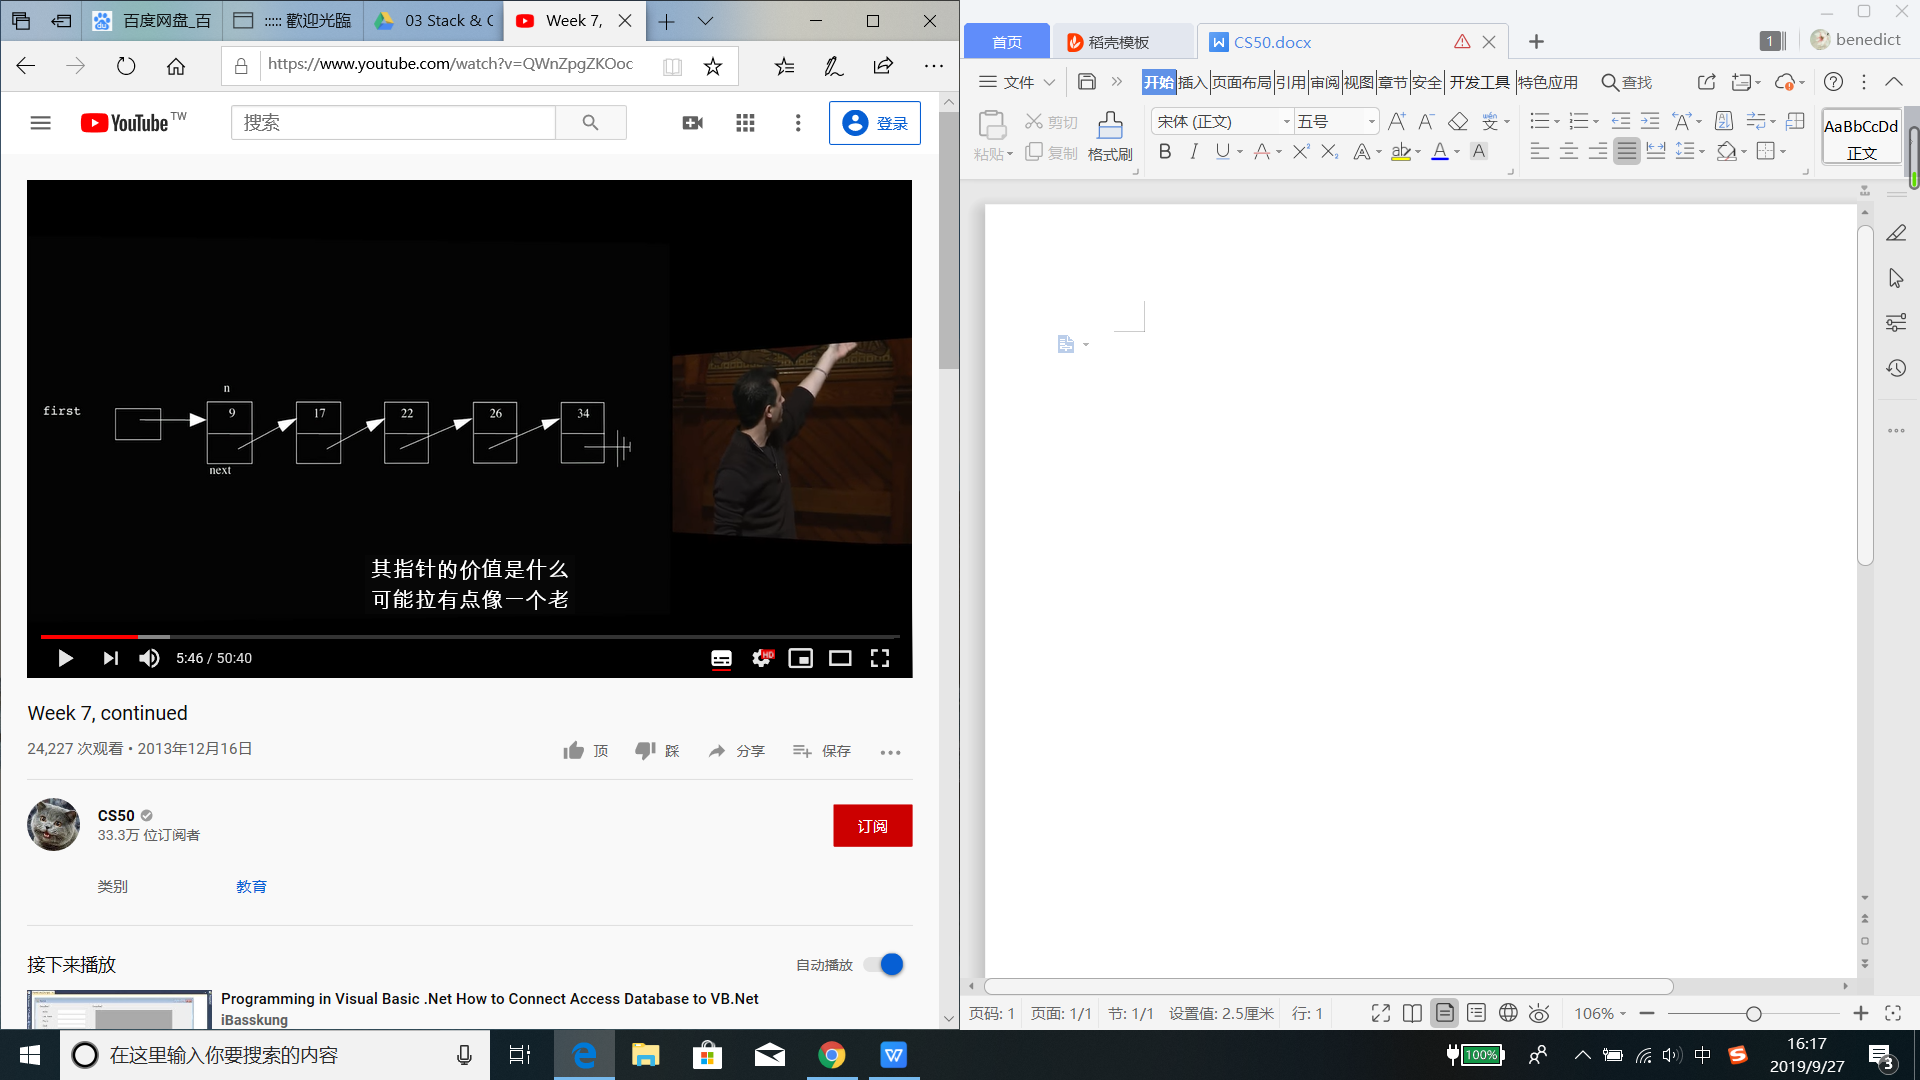 百度网盘_百
::::: 歡迎光臨
03 Stack & C
Week 7,
https://www.youtube.com/watch?v=QWnZpgZKOoc
YouTube TW
搜索
登录
n
first
9
17
22
26
34
next
其指针的价值是什么
可能拉有点像一个老
5:46 / 50:40
HD
Week 7, continued
24,227 次观看 • 2013年12月16日
顶
踩
分享
保存
CS50
33.3万 位订阅者
订阅
类别
教育
接下来播放
自动播放
Programming in Visual Basic .Net How to Connect Access Database to VB.Net
iBasskung
首页
稻壳模板
CS50.docx
1
benedict
文件
开始
插入
页面布局
引用
审阅
视图
章节
安全
开发工具
特色应用
查找
粘贴
剪切
复制
格式刷
宋体 (正文)
五号
AaBbCcDd
正文
页码: 1
页面: 1/1
节: 1/1
设置值: 2.5厘米
行: 1
106%
在这里输入你要搜索的内容
100%
中
16:17
2019/9/27
3